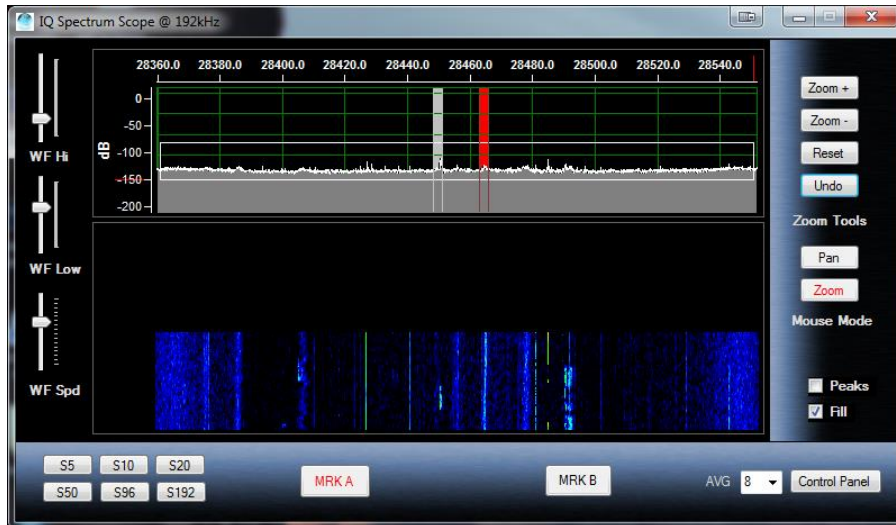 IQ Spectrum Scope @ 192kHz
28360.0 28380.0 28400.0 28420.0 28440.0 28460.0 28480.0 28500.0 28520.0 28540.0
0
-50
dB
-100
-150
-200
WF Hi
WF Low
WF Spd
Zoom +
Zoom -
Reset
Undo
Zoom Tools
Pan
Zoom
Mouse Mode
Peaks
Fill
S5 S10 S20
S50 S96 S192
MRK A
MRK B
AVG 8
Control Panel